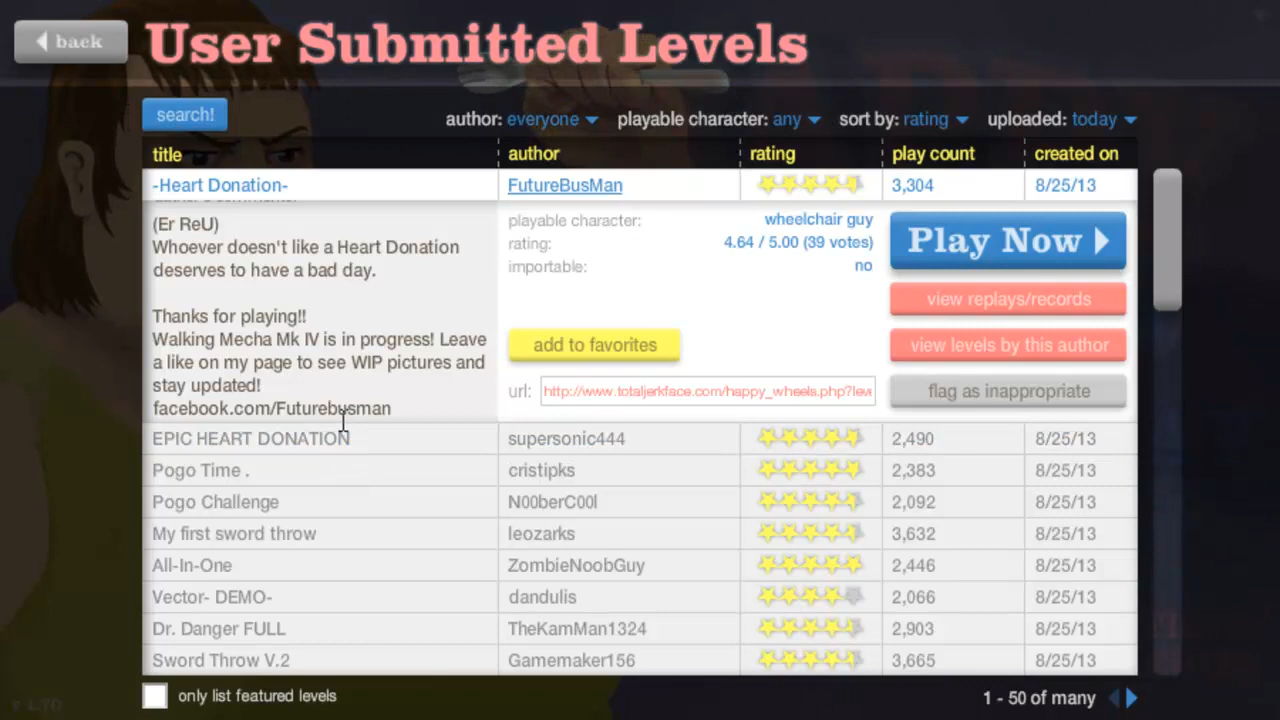 back
User Submitted Levels
search!
author: everyone playable character: any sort by: rating uploaded: today
title author rating play count created on
-Heart Donation- FutureBusMan 3,304 8/25/13
(Er ReU)
Whoever doesn't like a Heart Donation
deserves to have a bad day.
Thanks for playing!!
Walking Mecha Mk IV is in progress! Leave
a like on my page to see WIP pictures and
stay updated!
facebook.com/Futurebusman
playable character: wheelchair guy
rating: 4.64 / 5.00 (39 votes)
importable: no
add to favorites
url: http://www.totaljerkface.com/happy_wheels.php?lev
Play Now
view replays/records
view levels by this author
flag as inappropriate
EPIC HEART DONATION supersonic444 2,490 8/25/13
Pogo Time . cristipks 2,383 8/25/13
Pogo Challenge N00berC00l 2,092 8/25/13
My first sword throw leozarks 3,632 8/25/13
All-In-One ZombieNoobGuy 2,446 8/25/13
Vector- DEMO- dandulis 2,066 8/25/13
Dr. Danger FULL TheKamMan1324 2,903 8/25/13
Sword Throw V.2 Gamemaker156 3,665 8/25/13
only list featured levels
1 - 50 of many
v 1.70